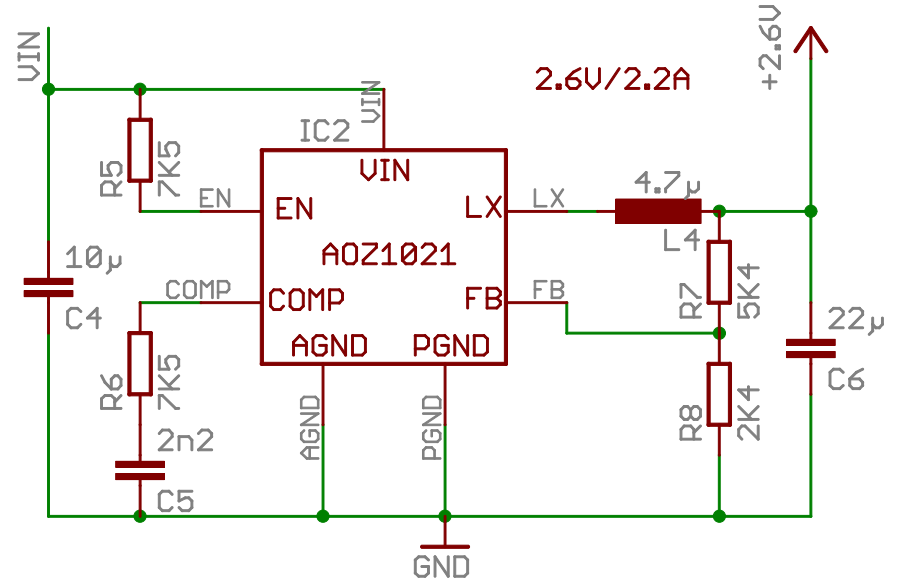 VIN
+2.6V
2.6V/2.2A
VIN
IC2
VIN
R5
7K5
EN
EN
LX
LX
4.7µ
L4
AOZ1021
10µ
C4
COMP
COMP
FB
FB
R7
5K4
22µ
C6
AGND
PGND
R6
7K5
AGND
PGND
R8
2K4
2n2
C5
GND